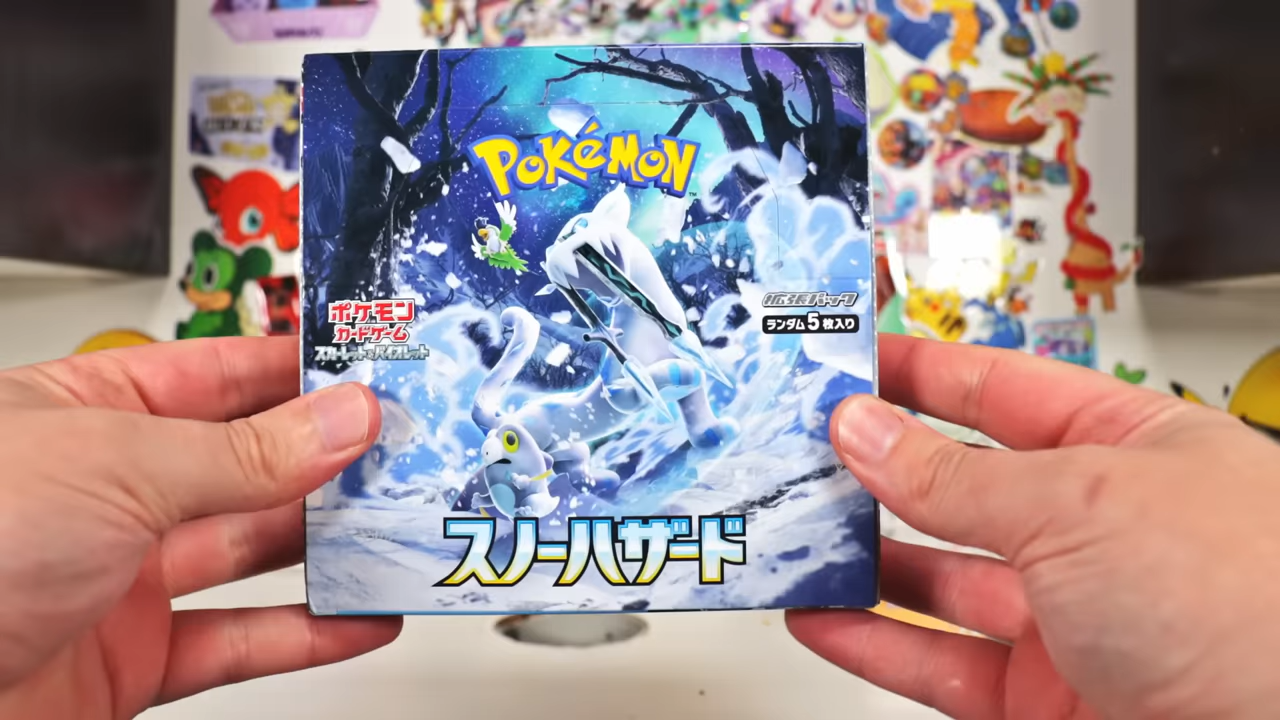 POKéMON
TM
ポケモン
カードゲーム
スカーレット&バイオレット
拡張パック
ランダム5枚入り
スノーハザード